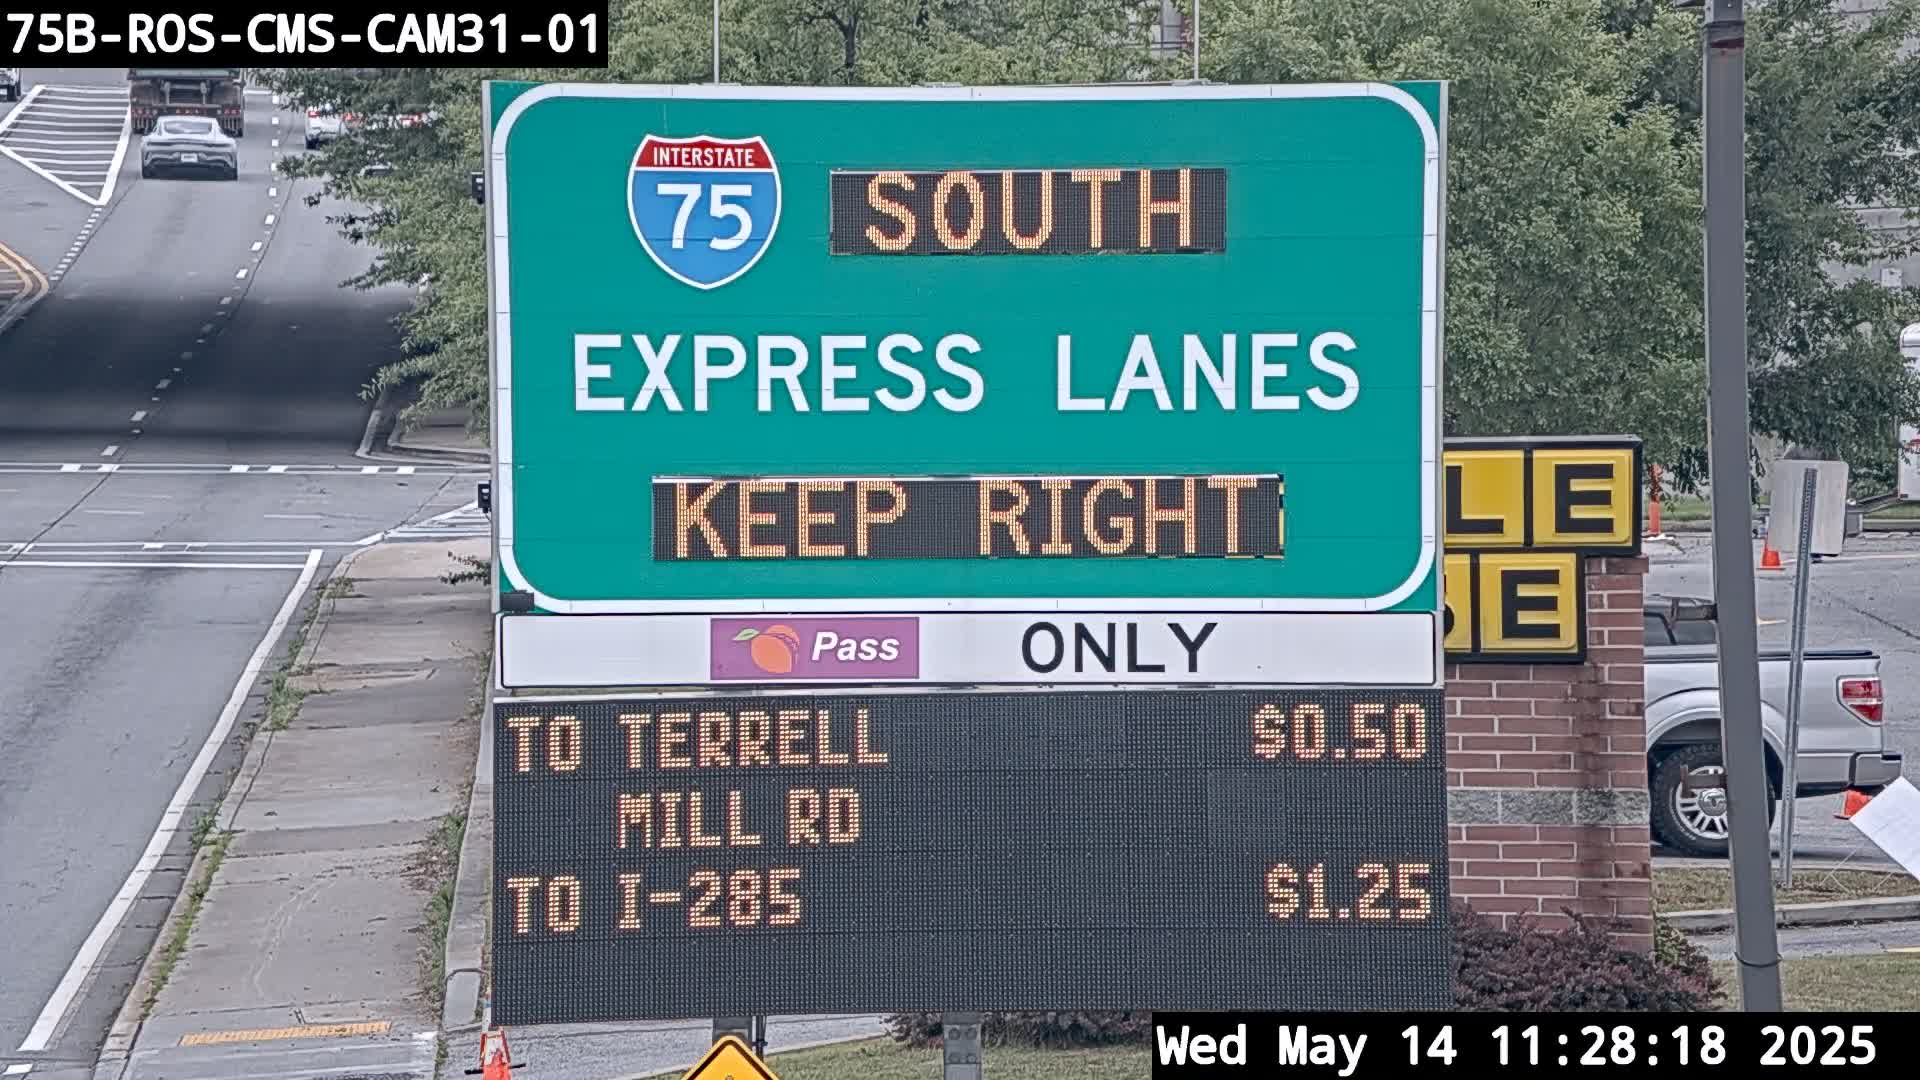 75B-ROS-CMS-CAM31-01
INTERSTATE
75
SOUTH
EXPRESS LANES
KEEP RIGHT
Pass ONLY
LE
E
TO TERRELL $0.50
MILL RD
TO I-285 $1.25
Wed May 14 11:28:18 2025